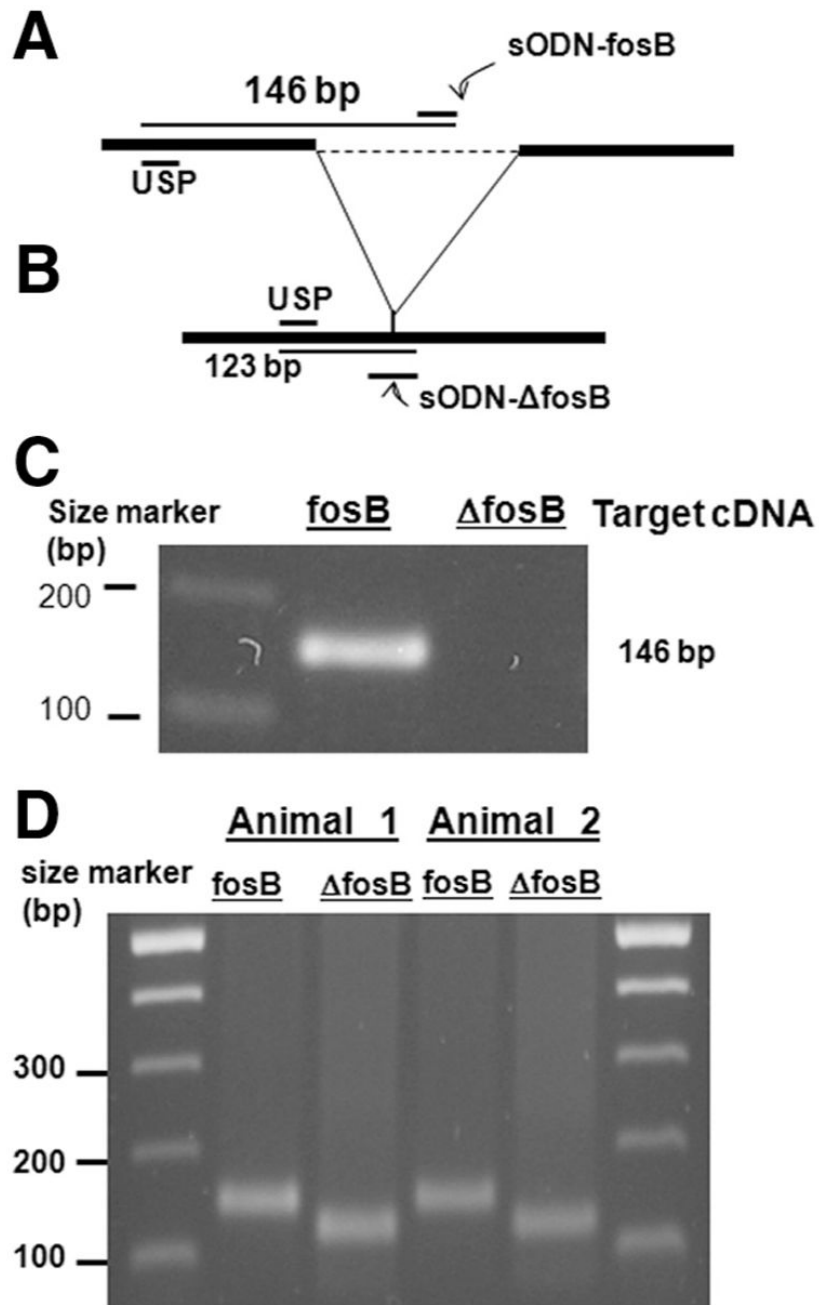 A
sODN-fosB
146 bp
USP
B
USP
123 bp
sODN-ΔfosB
C
Size marker
(bp)
fosB
ΔfosB
Target cDNA
200
146 bp
100
D
Animal 1
Animal 2
size marker
(bp)
fosB
ΔfosB
fosB
ΔfosB
300
200
100